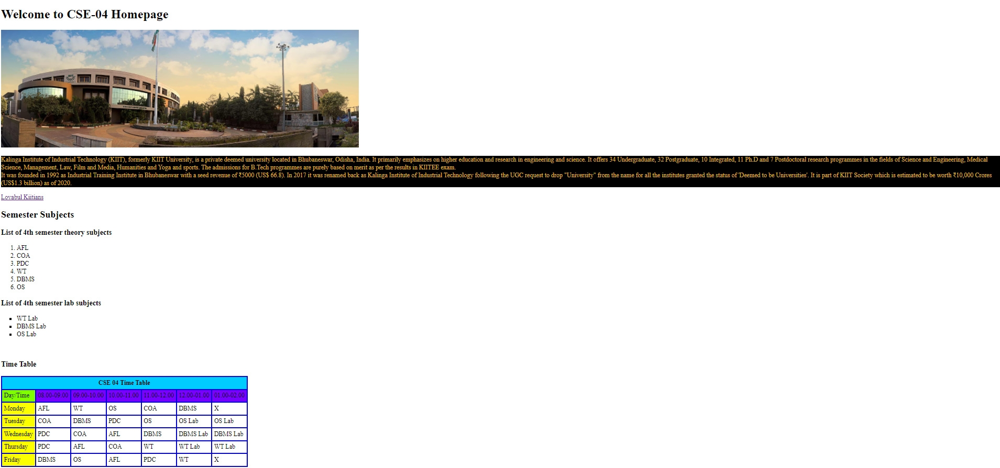 Welcome to CSE-04 Homepage
Kalinga Institute of Industrial Technology (KIIT), formerly KIIT University, is a private deemed university located in Bhubaneswar, Odisha, India. It primarily emphasizes on higher education and research in engineering and science. It offers 34 Undergraduate, 32 Postgraduate, 10 Integrated, 11 Ph.D and 7 Postdoctoral research programmes in the fields of Science and Engineering, Medical
Science, Management, Law, Film and Media, Humanities and Yoga and sports. The admissions for B.Tech programmes are purely based on merit as per the results in KIITEE exam.
It was founded in 1992 as Industrial Training Institute in Bhubaneswar with a seed revenue of ₹5000 (US$ 66.8). In 2017 it was renamed back as Kalinga Institute of Industrial Technology following the UGC request to drop "University" from the name for all the institutes granted the status of 'Deemed to be Universities'. It is part of KIIT Society which is estimated to be worth ₹10,000 Crores
(US$1.3 billion) as of 2020.
Lovabul Kiitians
Semester Subjects
List of 4th semester theory subjects
1. AFL
2. COA
3. PDC
4. WT
5. DBMS
6. OS
List of 4th semester lab subjects
▪ WT Lab
▪ DBMS Lab
▪ OS Lab
Time Table
CSE 04 Time Table
Day/Time 08.00-09.00 09.00-10.00 10.00-11.00 11.00-12.00 12.00-01.00 01.00-02.00
Monday AFL WT OS COA DBMS X
Tuesday COA DBMS PDC OS OS Lab OS Lab
Wednesday PDC COA AFL DBMS DBMS Lab DBMS Lab
Thursday PDC AFL COA WT WT Lab WT Lab
Friday DBMS OS AFL PDC WT X